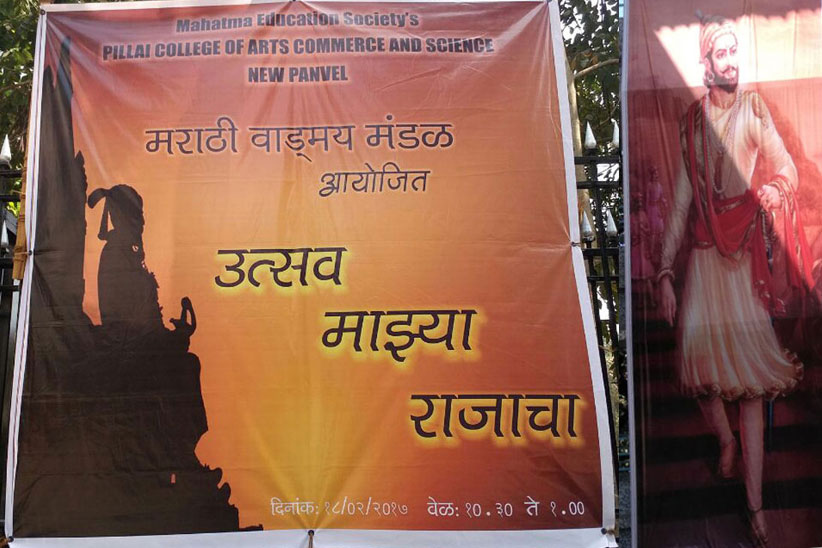 Mahatma Education Society's
PILLAI COLLEGE OF ARTS COMMERCE AND SCIENCE
NEW PANVEL
मराठी वाड्मय मंडळ
आयोजित
उत्सव
माझ्या
राजाचा
दिनांक: १८/०२/२०१७ वेळ: १०.३० ते १.००